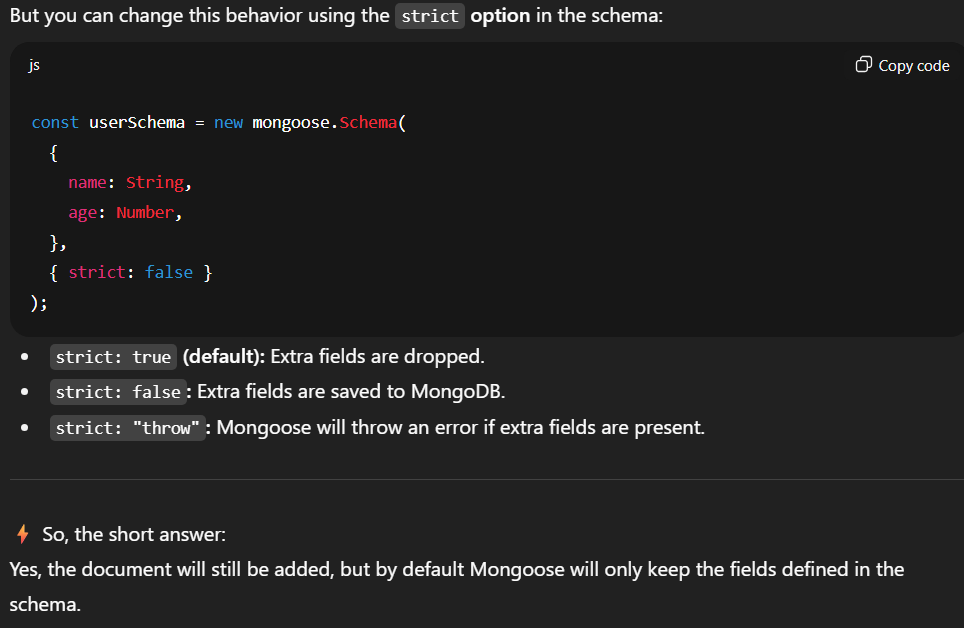 But you can change this behavior using the strict option in the schema:
js
Copy code
const userSchema = new mongoose.Schema(
  {
    name: String,
    age: Number,
  },
  { strict: false }
);
• strict: true (default): Extra fields are dropped.
• strict: false: Extra fields are saved to MongoDB.
• strict: "throw": Mongoose will throw an error if extra fields are present.
⚡ So, the short answer:
Yes, the document will still be added, but by default Mongoose will only keep the fields defined in the
schema.